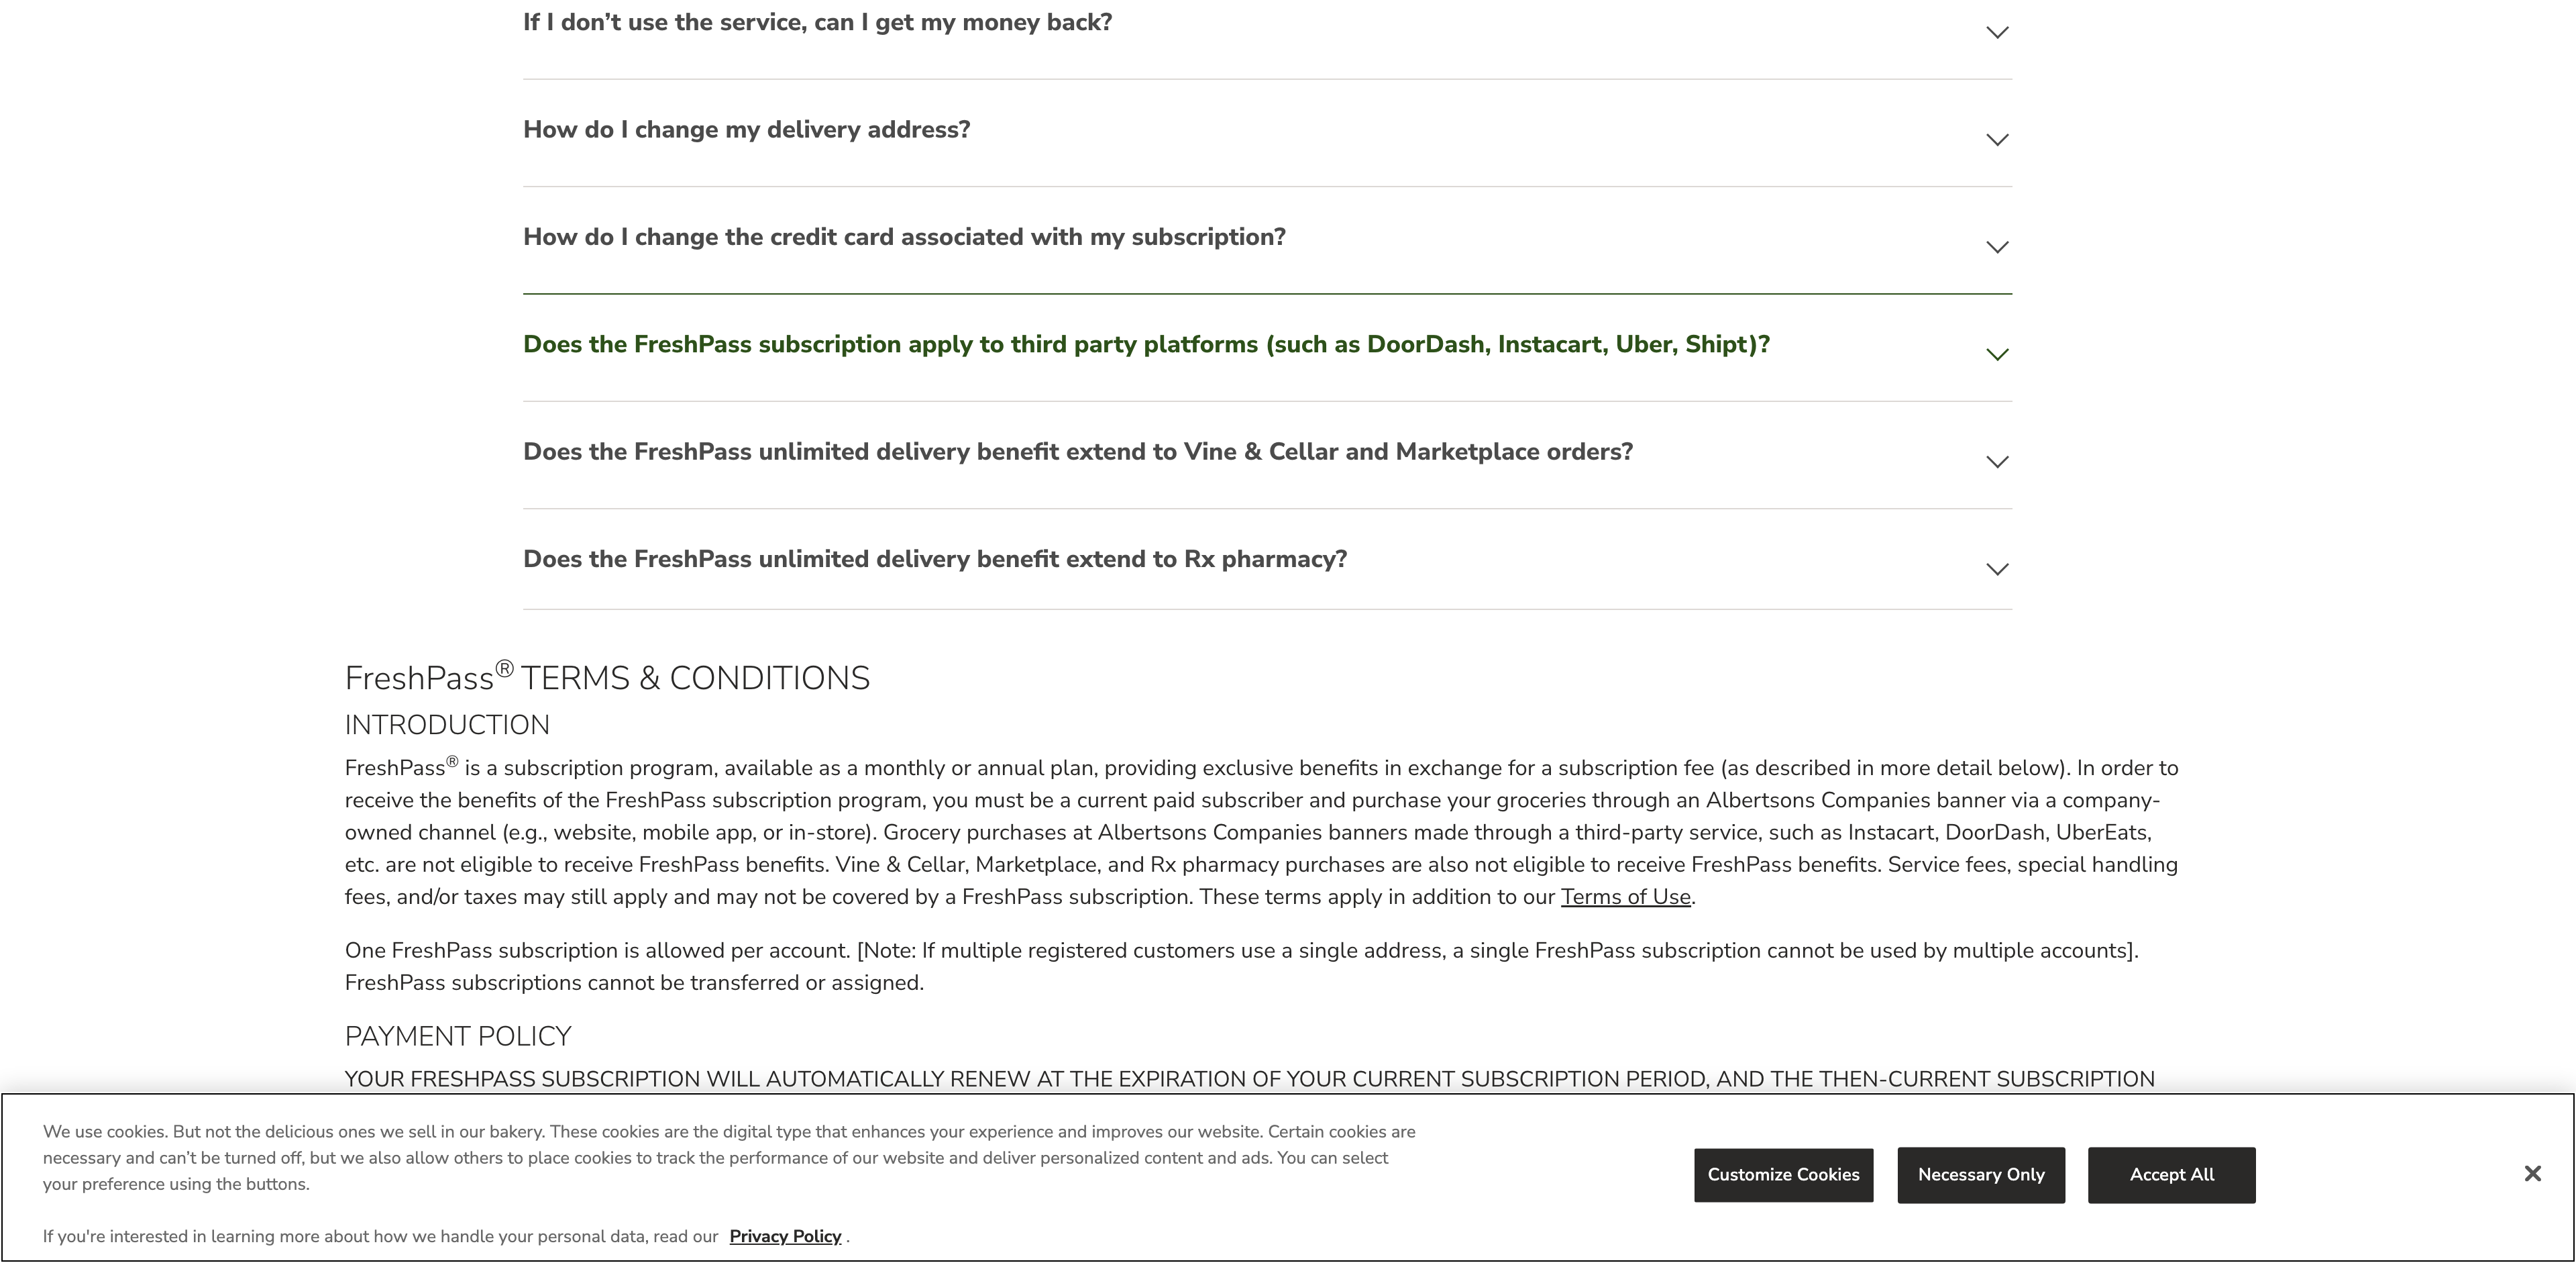 If I don’t use the service, can I get my money back?
How do I change my delivery address?
How do I change the credit card associated with my subscription?
Does the FreshPass subscription apply to third party platforms (such as DoorDash, Instacart, Uber, Shipt)?
Does the FreshPass unlimited delivery benefit extend to Vine & Cellar and Marketplace orders?
Does the FreshPass unlimited delivery benefit extend to Rx pharmacy?
FreshPass® TERMS & CONDITIONS
INTRODUCTION
FreshPass® is a subscription program, available as a monthly or annual plan, providing exclusive benefits in exchange for a subscription fee (as described in more detail below). In order to
receive the benefits of the FreshPass subscription program, you must be a current paid subscriber and purchase your groceries through an Albertsons Companies banner via a company-
owned channel (e.g., website, mobile app, or in-store). Grocery purchases at Albertsons Companies banners made through a third-party service, such as Instacart, DoorDash, UberEats,
etc. are not eligible to receive FreshPass benefits. Vine & Cellar, Marketplace, and Rx pharmacy purchases are also not eligible to receive FreshPass benefits. Service fees, special handling
fees, and/or taxes may still apply and may not be covered by a FreshPass subscription. These terms apply in addition to our Terms of Use.
One FreshPass subscription is allowed per account. [Note: If multiple registered customers use a single address, a single FreshPass subscription cannot be used by multiple accounts].
FreshPass subscriptions cannot be transferred or assigned.
PAYMENT POLICY
YOUR FRESHPASS SUBSCRIPTION WILL AUTOMATICALLY RENEW AT THE EXPIRATION OF YOUR CURRENT SUBSCRIPTION PERIOD, AND THE THEN-CURRENT SUBSCRIPTION
We use cookies. But not the delicious ones we sell in our bakery. These cookies are the digital type that enhances your experience and improves our website. Certain cookies are
necessary and can’t be turned off, but we also allow others to place cookies to track the performance of our website and deliver personalized content and ads. You can select
your preference using the buttons.
If you're interested in learning more about how we handle your personal data, read our Privacy Policy .
Customize Cookies
Necessary Only
Accept All